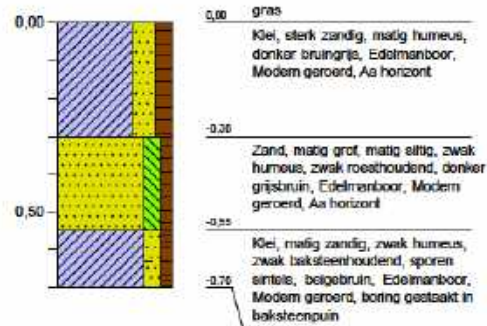 0,00
0,00
gras
Klei, sterk zandig, matig humeus,
donker bruingrijs, Edelmanboor,
Modern geroerd, Aa horizont
-0,30
Zand, matig grof, matig siltig, zwak
humeus, zwak roesthoudend, donker
grijsbruin, Edelmanboor, Modern
geroerd, Aa horizont
0,50
-0,55
Klei, matig zandig, zwak humeus,
zwak baksteenhoudend, sporen
sintels, beigebruin, Edelmanboor,
-0,70
Modern geroerd, boring gestaakt in
baksteenpuin